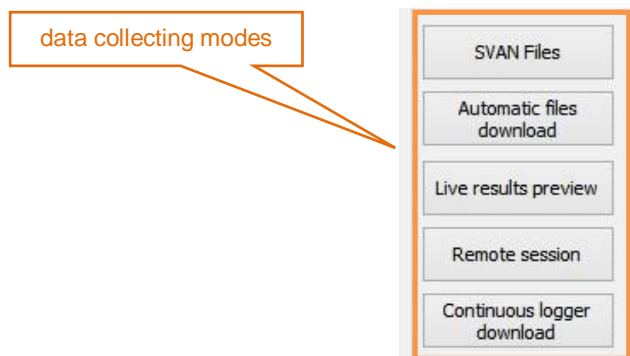 data collecting modes
SVAN Files
Automatic files
download
Live results preview
Remote session
Continuous logger
download